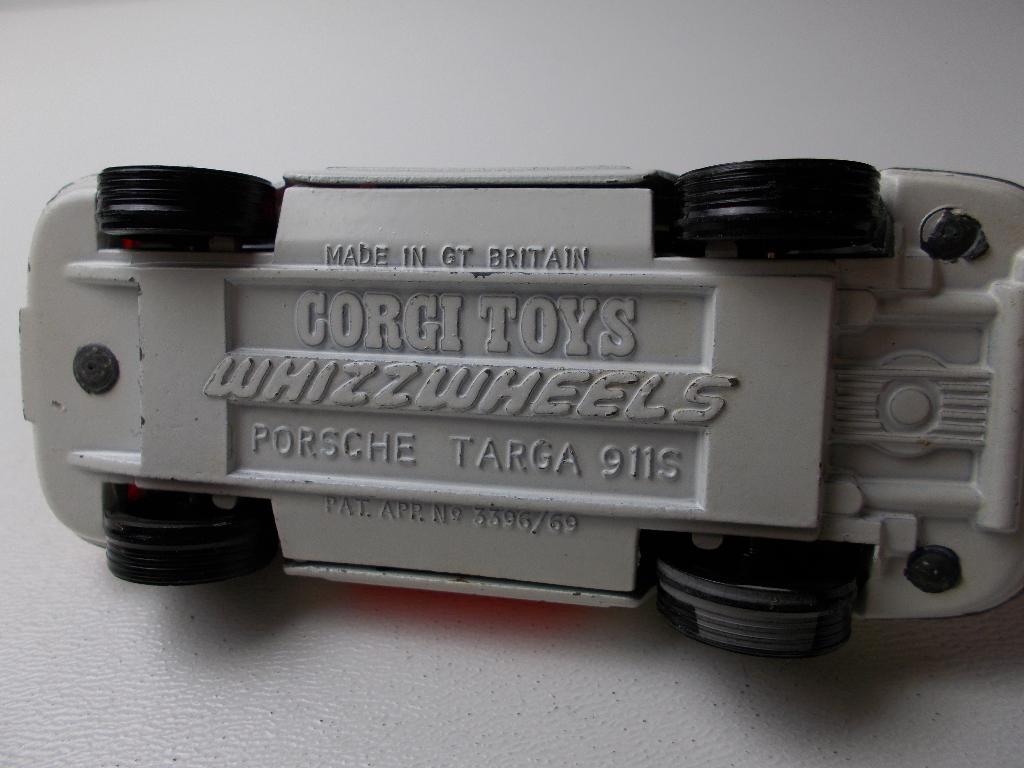 MADE IN GT BRITAIN
CORGI TOYS
WHIZZWHEELS
PORSCHE TARGA 911S
PAT. APP. Nº 3396/69